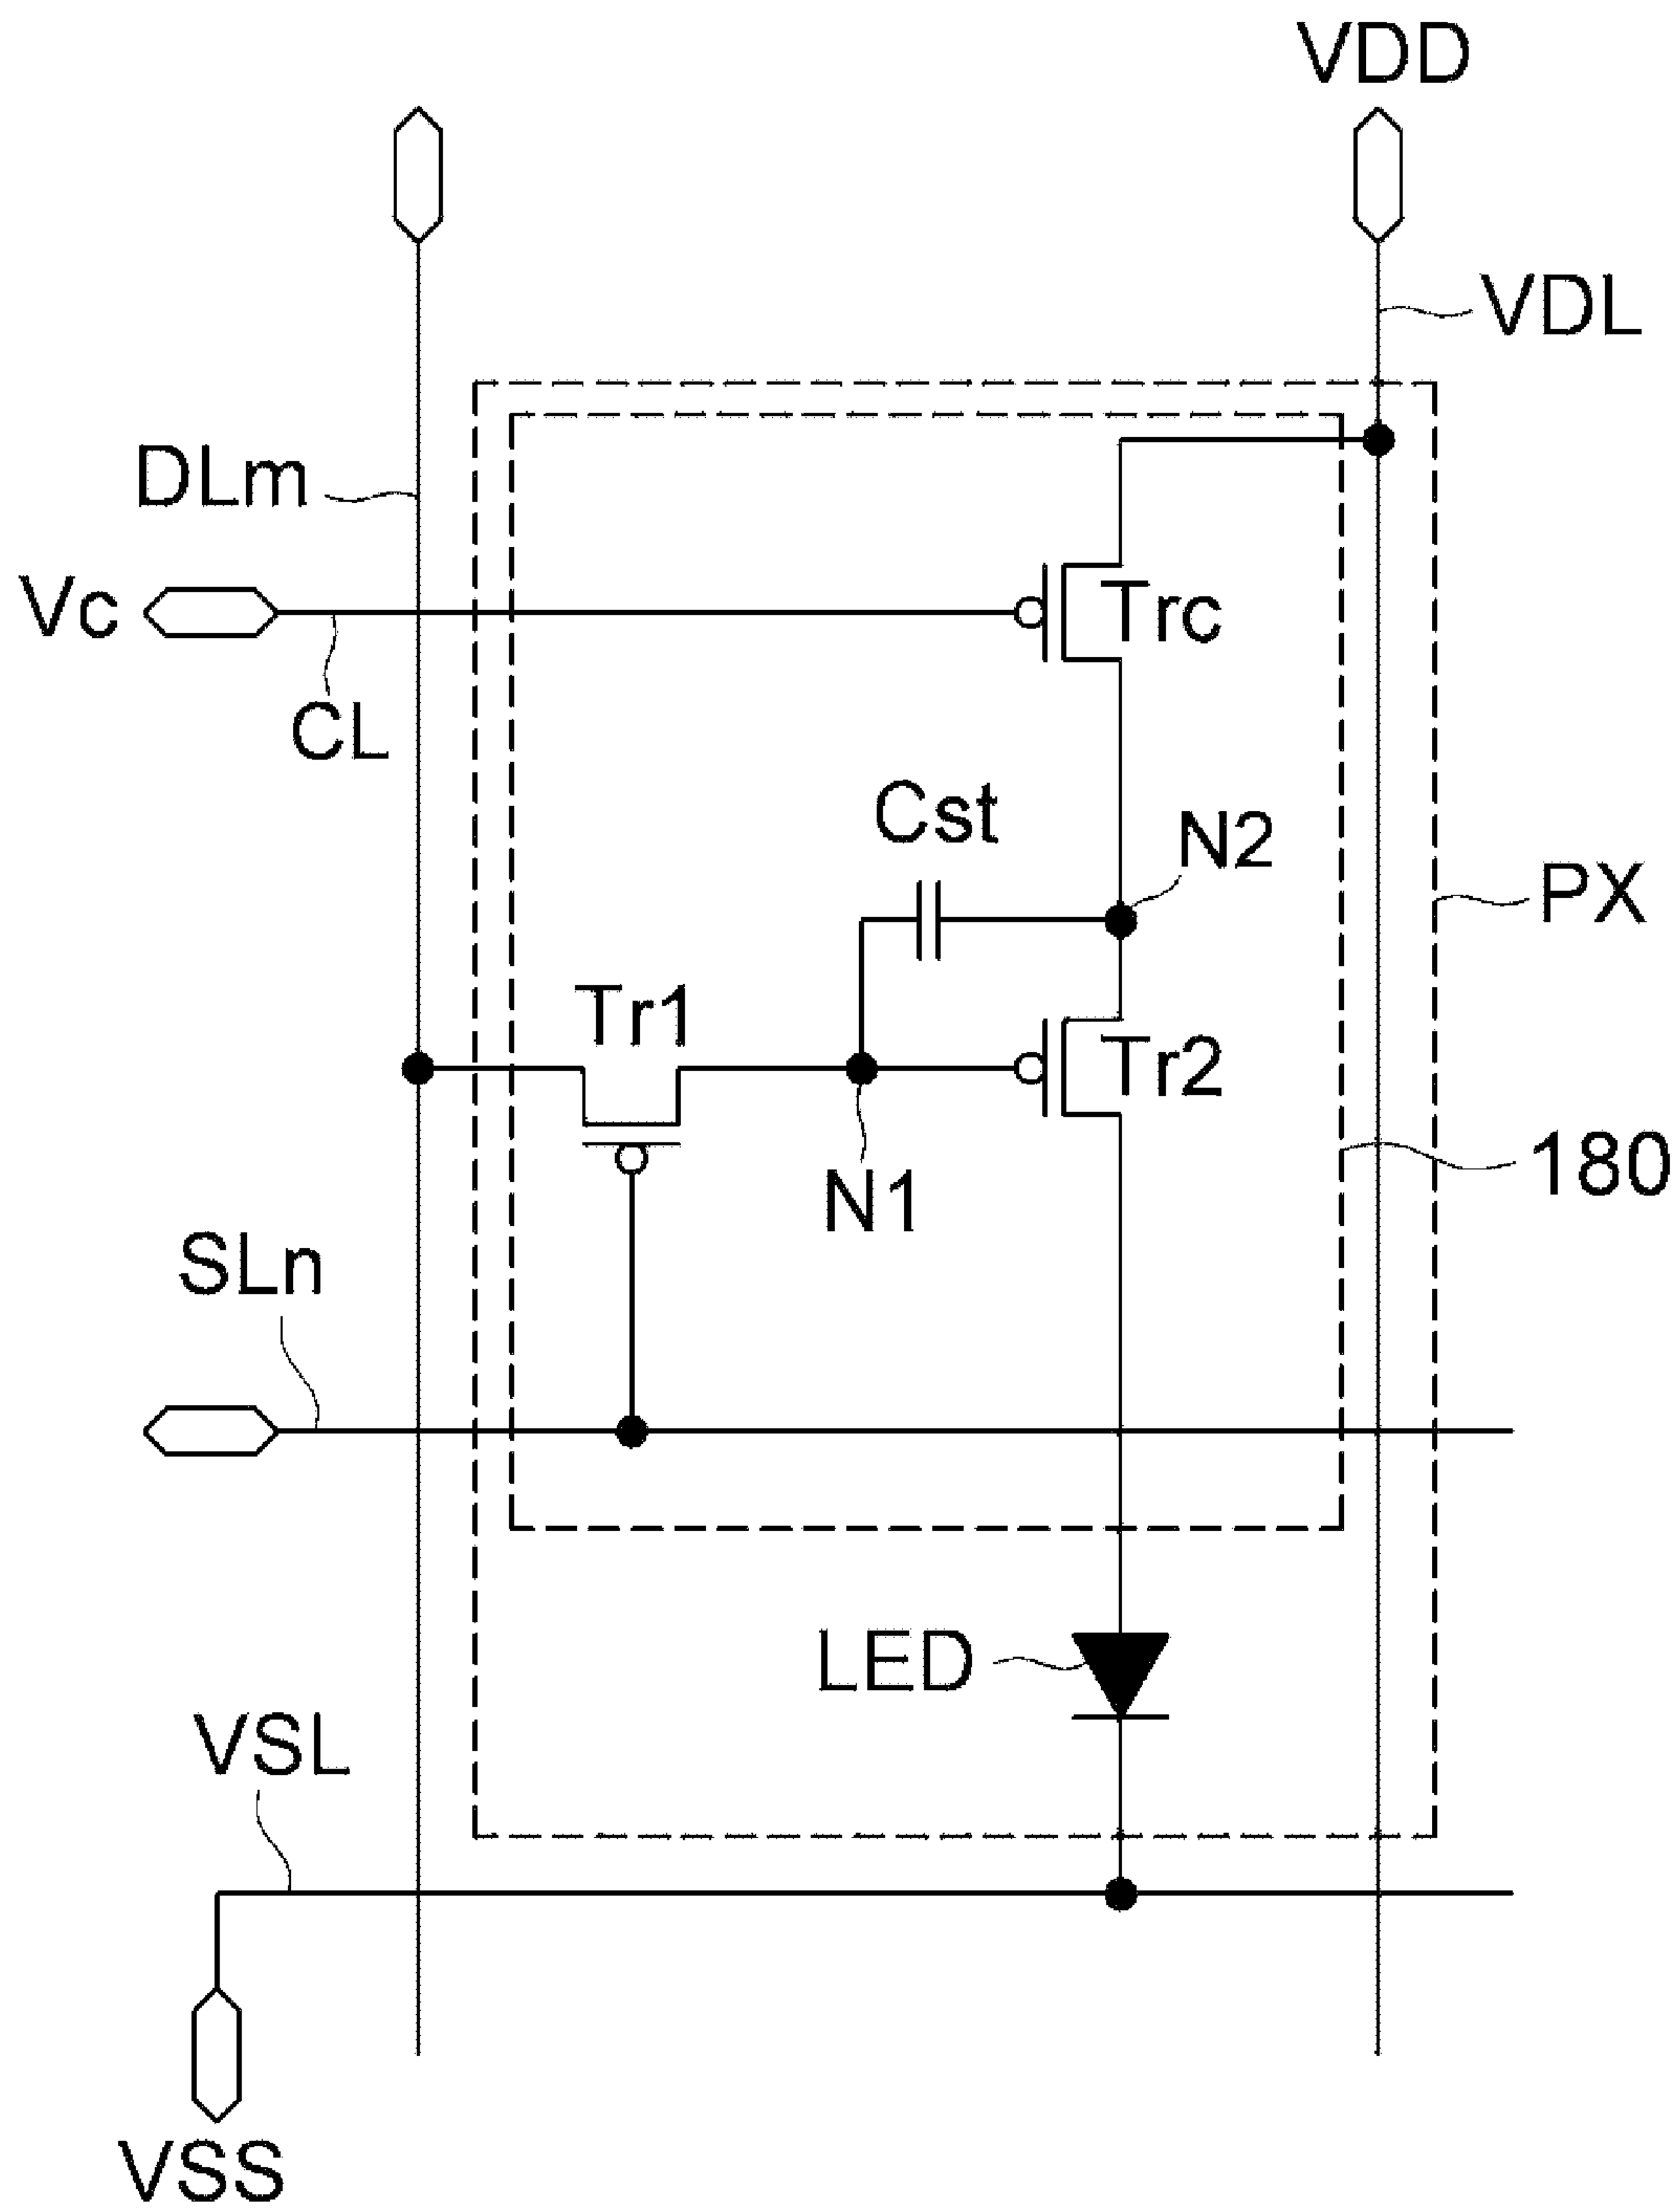 VDD
VDL
DLm
Vc
Trc
CL
Cst
N2
PX
Tr1
Tr2
180
N1
SLn
LED
VSL
VSS